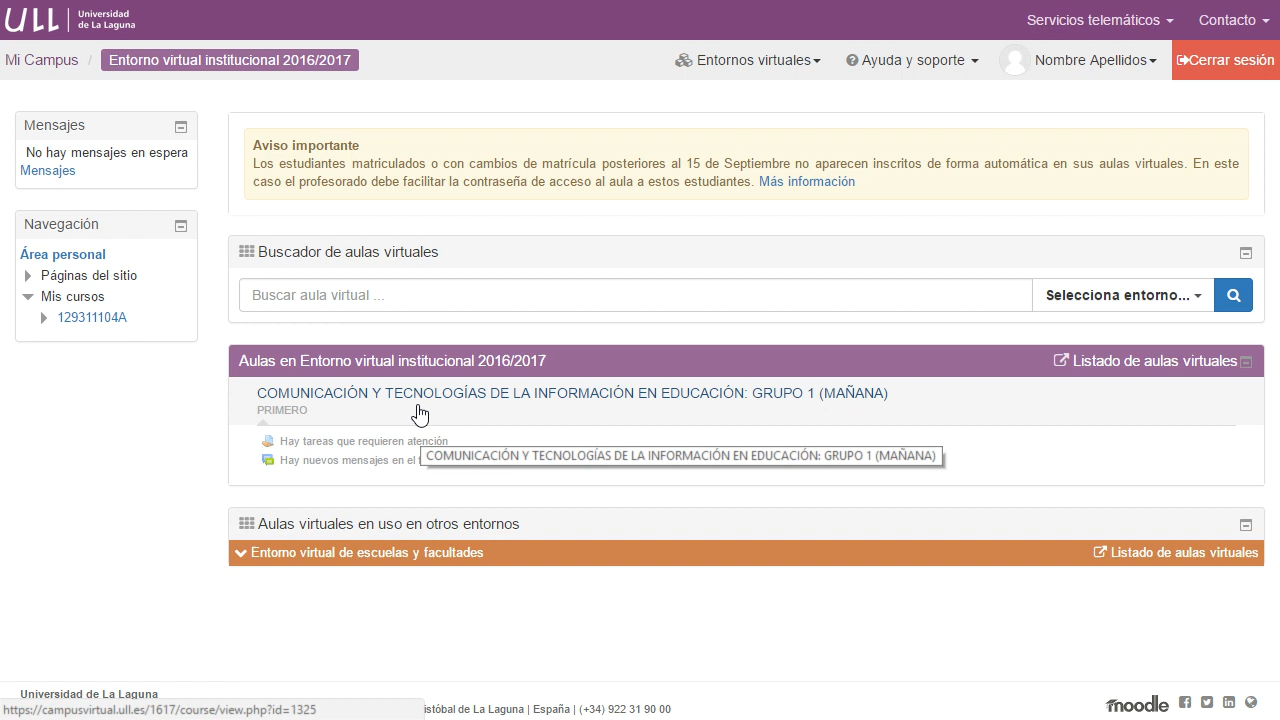 ULL
Universidad
de La Laguna
Servicios telemáticos
Contacto
Mi Campus / Entorno virtual institucional 2016/2017
Entornos virtuales
Ayuda y soporte
Nombre Apellidos
Cerrar sesión
Mensajes
No hay mensajes en espera
Mensajes
Navegación
Área personal
Páginas del sitio
Mis cursos
129311104A
Aviso importante
Los estudiantes matriculados o con cambios de matrícula posteriores al 15 de Septiembre no aparecen inscritos de forma automática en sus aulas virtuales. En este
caso el profesorado debe facilitar la contraseña de acceso al aula a estos estudiantes. Más información
Buscador de aulas virtuales
Buscar aula virtual ...
Selecciona entorno...
Aulas en Entorno virtual institucional 2016/2017
Listado de aulas virtuales
COMUNICACIÓN Y TECNOLOGÍAS DE LA INFORMACIÓN EN EDUCACIÓN: GRUPO 1 (MAÑANA)
PRIMERO
Hay tareas que requieren atención
Hay nuevos mensajes en el
COMUNICACIÓN Y TECNOLOGÍAS DE LA INFORMACIÓN EN EDUCACIÓN: GRUPO 1 (MAÑANA)
Aulas virtuales en uso en otros entornos
Entorno virtual de escuelas y facultades
Listado de aulas virtuales
Universidad de La Laguna
istóbal de La Laguna | España | (+34) 922 31 90 00
https://campusvirtual.ull.es/1617/course/view.php?id=1325
moodle